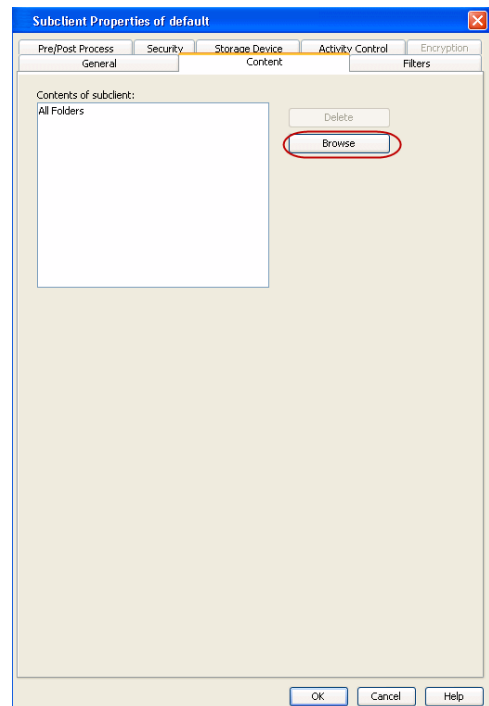 Subclient Properties of default
Pre/Post Process Security Storage Device Activity Control Encryption
General Content Filters
Contents of subclient:
All Folders
Delete
Browse
OK Cancel Help